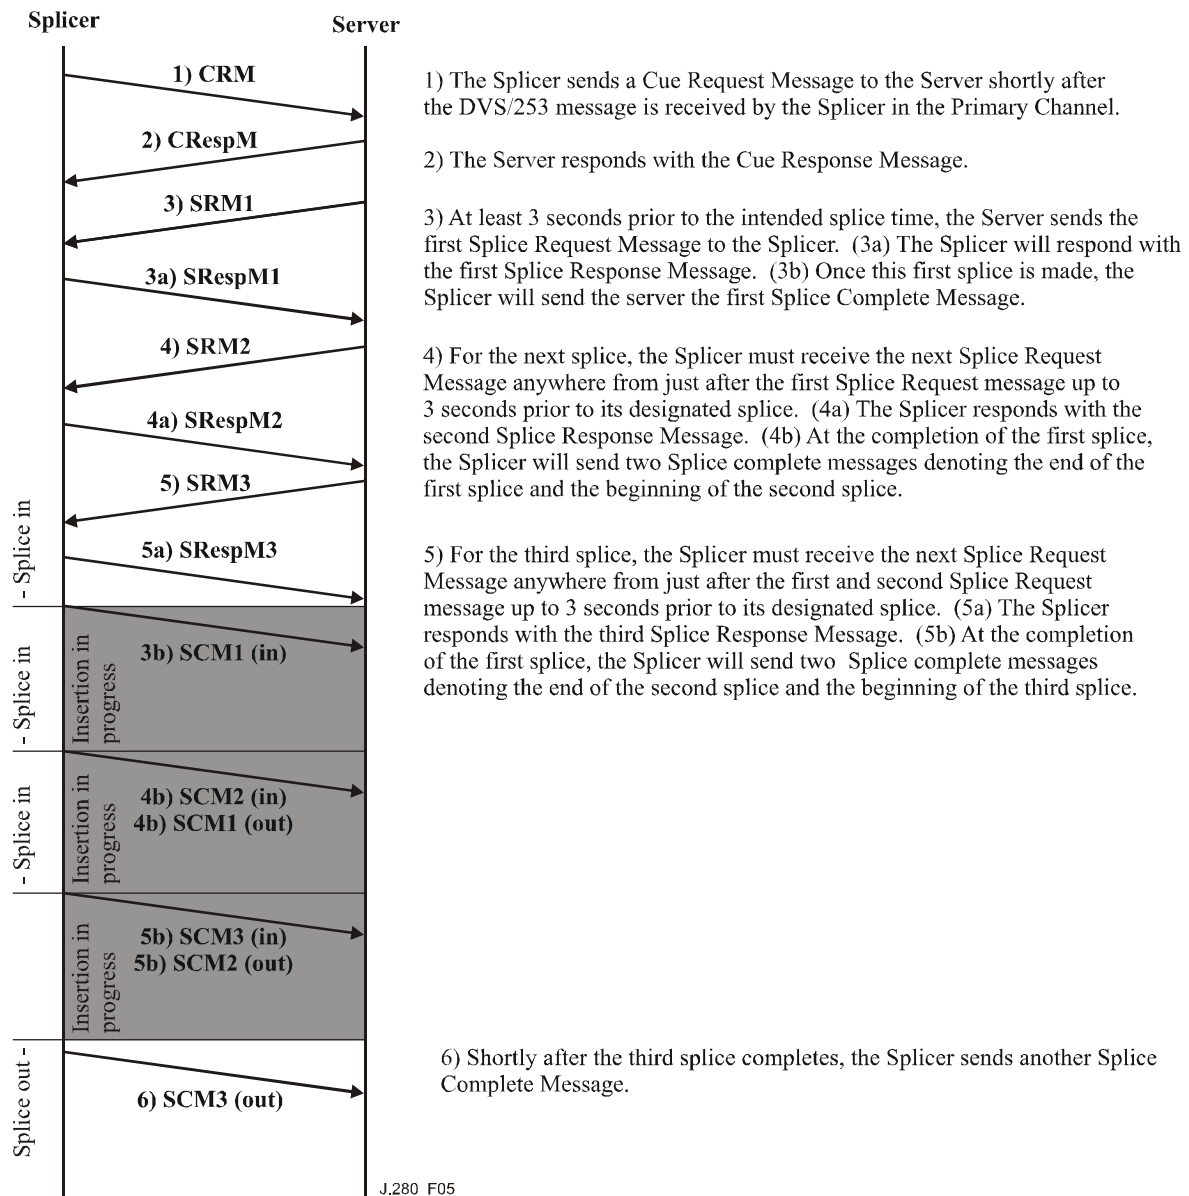 Splicer
Server
1) CRM
2) CRespM
3) SRM1
3a) SRespM1
4) SRM2
4a) SRespM2
5) SRM3
5a) SRespM3
- Splice in
3b) SCM1 (in)
Insertion in
progress
- Splice in
4b) SCM2 (in)
4b) SCM1 (out)
Insertion in
progress
- Splice in
5b) SCM3 (in)
5b) SCM2 (out)
Insertion in
progress
Splice out -
6) SCM3 (out)
1) The Splicer sends a Cue Request Message to the Server shortly after
the DVS/253 message is received by the Splicer in the Primary Channel.
2) The Server responds with the Cue Response Message.
3) At least 3 seconds prior to the intended splice time, the Server sends the
first Splice Request Message to the Splicer. (3a) The Splicer will respond with
the first Splice Response Message. (3b) Once this first splice is made, the
Splicer will send the server the first Splice Complete Message.
4) For the next splice, the Splicer must receive the next Splice Request
Message anywhere from just after the first Splice Request message up to
3 seconds prior to its designated splice. (4a) The Splicer responds with the
second Splice Response Message. (4b) At the completion of the first splice,
the Splicer will send two Splice complete messages denoting the end of the
first splice and the beginning of the second splice.
5) For the third splice, the Splicer must receive the next Splice Request
Message anywhere from just after the first and second Splice Request
message up to 3 seconds prior to its designated splice. (5a) The Splicer
responds with the third Splice Response Message. (5b) At the completion
of the first splice, the Splicer will send two Splice complete messages
denoting the end of the second splice and the beginning of the third splice.
6) Shortly after the third splice completes, the Splicer sends another Splice
Complete Message.
J.280_F05